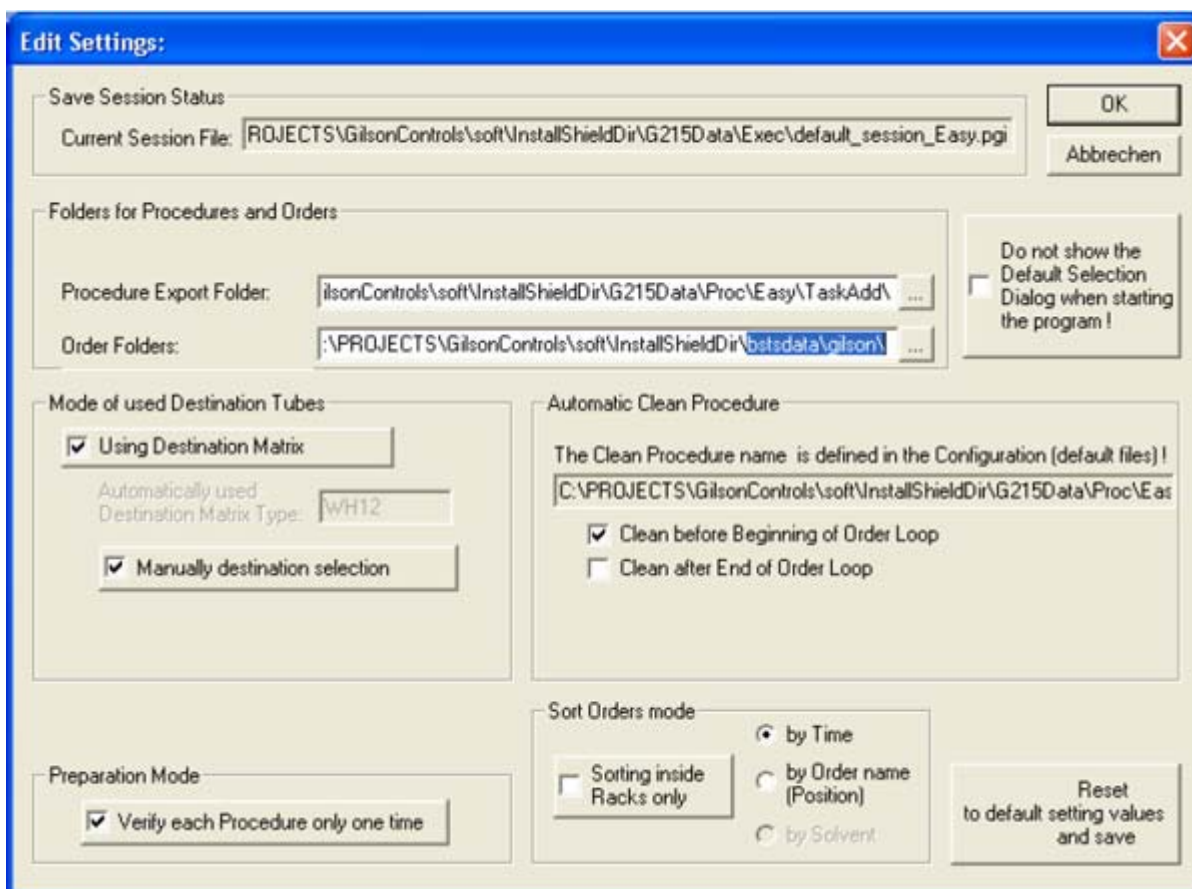 Edit Settings:
Save Session Status
Current Session File: ROJECTS\GilsonControls\soft\InstallShieldDir\G215Data\Exec\default_session_Easy.pgi
OK
Abbrechen
Folders for Procedures and Orders
Procedure Export Folder: ilsonControls\soft\InstallShieldDir\G215Data\Proc\Easy\TaskAdd\ ...
Order Folders: :\PROJECTS\GilsonControls\soft\InstallShieldDir\bstsdata\gilson\ ...
Do not show the
Default Selection
Dialog when starting
the program !
Mode of used Destination Tubes
Using Destination Matrix
Automatically used
Destination Matrix Type: WH12
Manually destination selection
Automatic Clean Procedure
The Clean Procedure name is defined in the Configuration (default files) !
C:\PROJECTS\GilsonControls\soft\InstallShieldDir\G215Data\Proc\Eas
Clean before Beginning of Order Loop
Clean after End of Order Loop
Preparation Mode
Verify each Procedure only one time
Sort Orders mode
Sorting inside
Racks only
by Time
by Order name
(Position)
by Solvent
Reset
to default setting values
and save